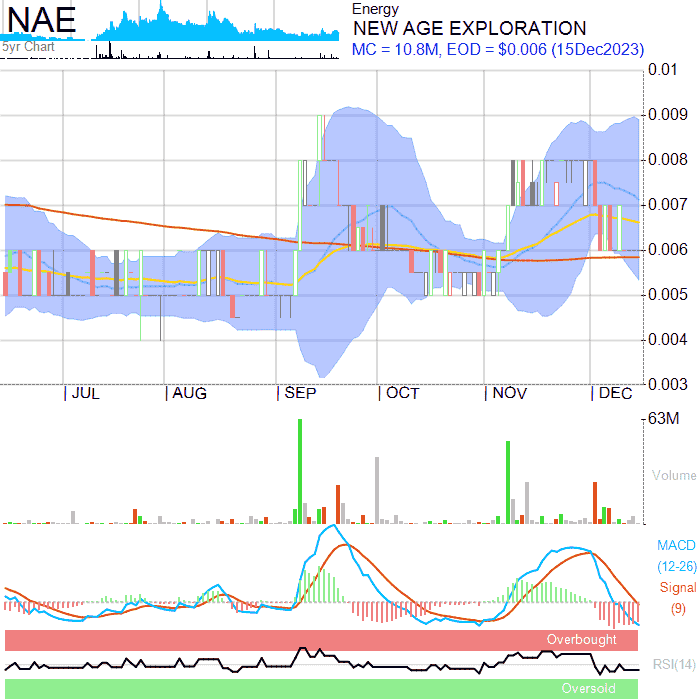 NAE
5yr Chart
Energy
NEW AGE EXPLORATION
MC = 10.8M, EOD = $0.006 (15Dec2023)
0.01
0.009
0.008
0.007
0.006
0.005
0.004
0.003
JUL AUG SEP OCT NOV DEC
63M
Volume
MACD
(12-26)
Signal
(9)
Overbought
RSI(14)
Oversold